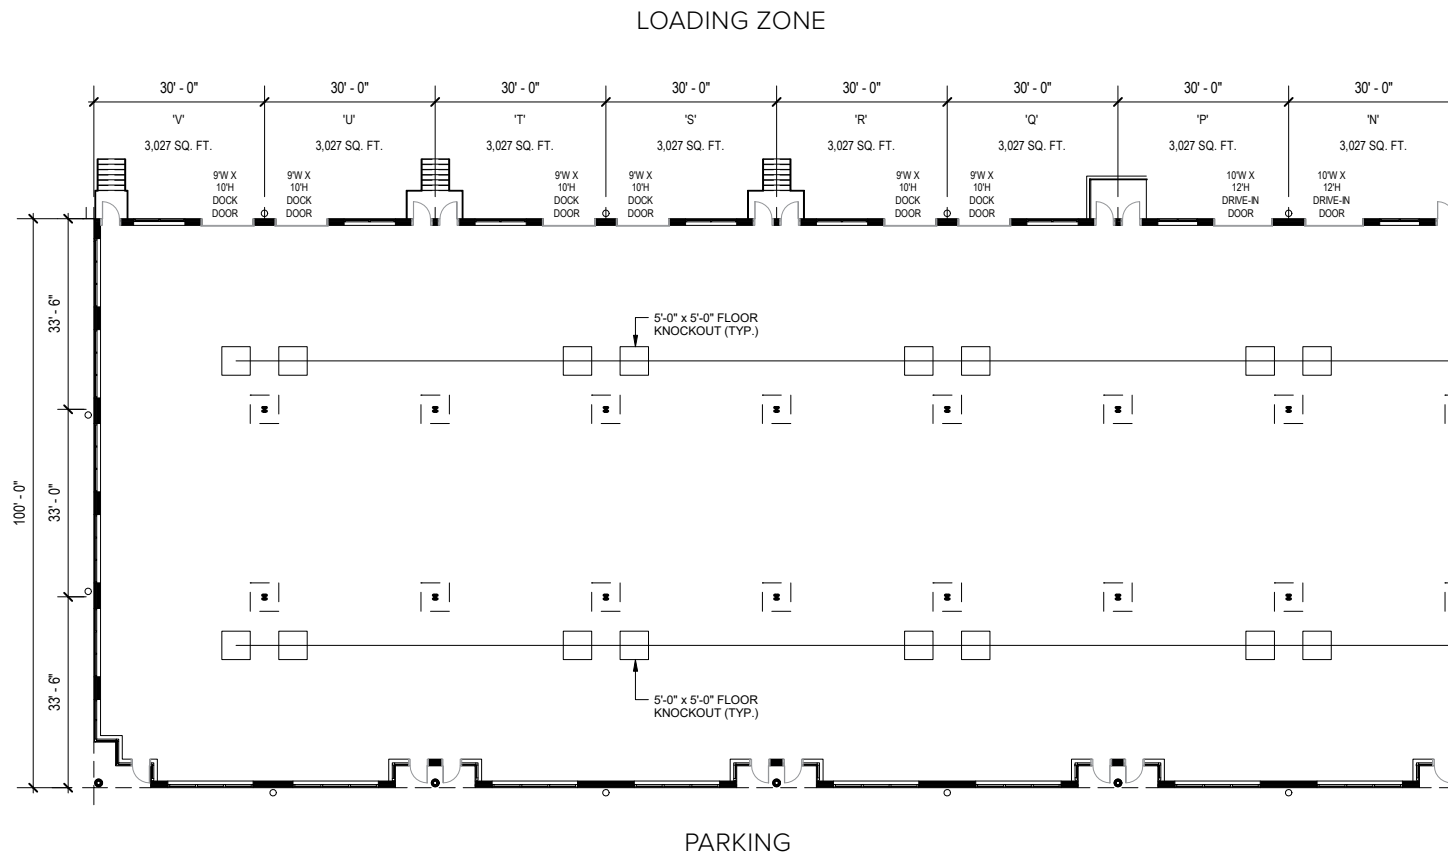 LOADING ZONE
30' - 0" 30' - 0" 30' - 0" 30' - 0" 30' - 0" 30' - 0" 30' - 0" 30' - 0"
'V' 'U' 'T' 'S' 'R' 'Q' 'P' 'N'
3,027 SQ. FT. 3,027 SQ. FT. 3,027 SQ. FT. 3,027 SQ. FT. 3,027 SQ. FT. 3,027 SQ. FT. 3,027 SQ. FT. 3,027 SQ. FT.
9'W X 9'W X 9'W X 9'W X 9'W X 9'W X 10'W X 10'W X
10'H 10'H 10'H 10'H 10'H 10'H 12'H 12'H
DOCK DOCK DOCK DOCK DOCK DOCK DRIVE-IN DRIVE-IN
DOOR DOOR DOOR DOOR DOOR DOOR DOOR DOOR
33' - 6"
5'-0" x 5'-0" FLOOR
KNOCKOUT (TYP.)
100' - 0"
33' - 0"
33' - 6"
5'-0" x 5'-0" FLOOR
KNOCKOUT (TYP.)
PARKING